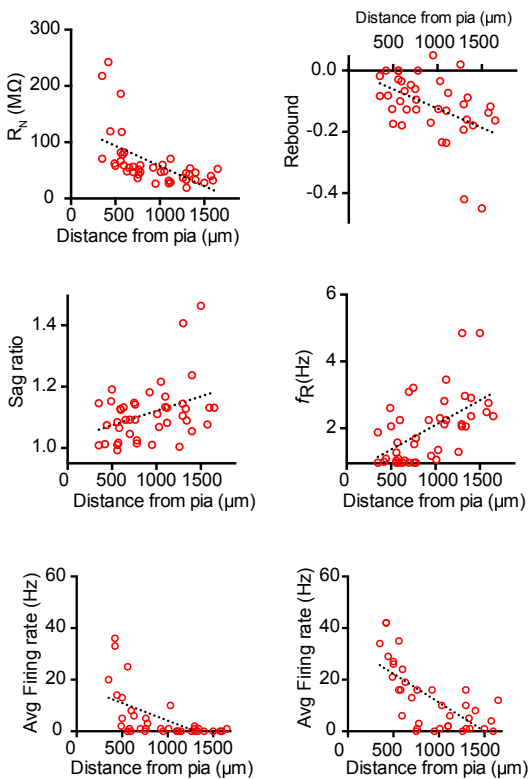 300
200
100
0
R_N (MΩ)
0 500 1000 1500
Distance from pia (μm)
Distance from pia (μm)
500 1000 1500
0.0
-0.2
-0.4
Rebound
1.4
1.2
1.0
Sag ratio
0 500 1000 1500
Distance from pia (μm)
6
4
2
f_R(Hz)
0 500 1000 1500
Distance from pia (μm)
60
40
20
0
Avg Firing rate (Hz)
0 500 1000 1500
Distance from pia (μm)
60
40
20
0
Avg Firing rate (Hz)
0 500 1000 1500
Distance from pia (μm)